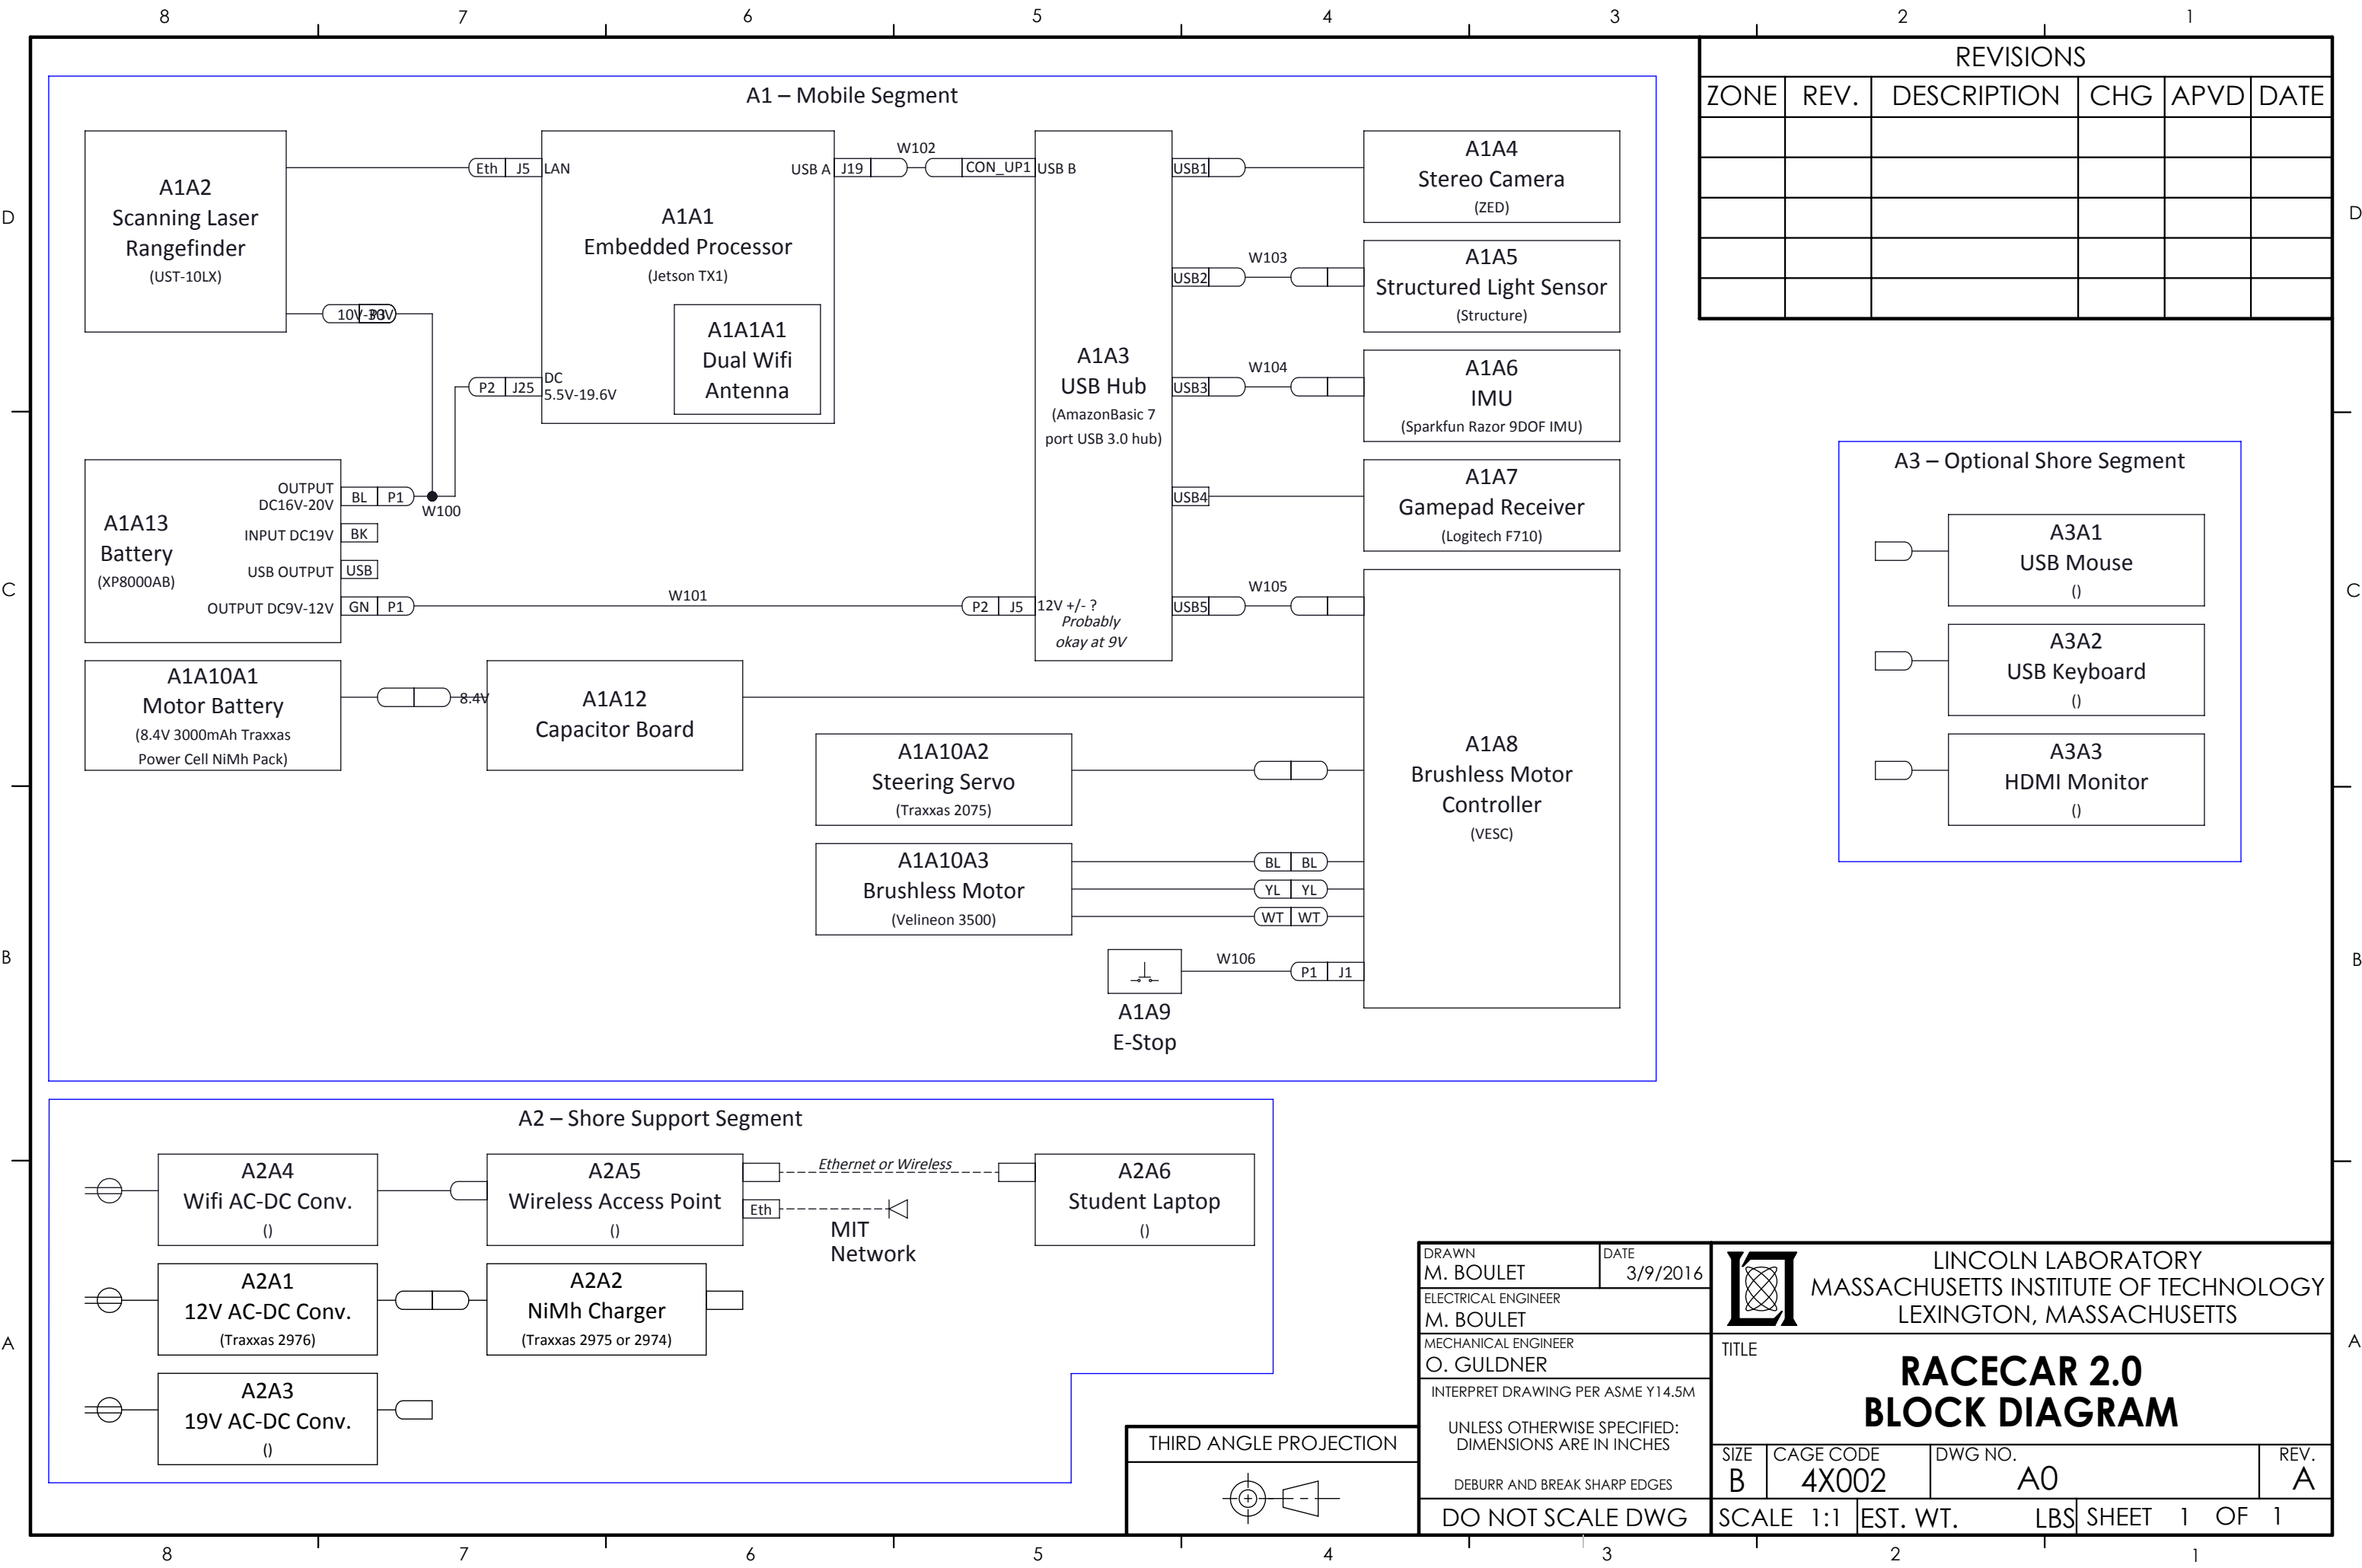 8 7 6 5 4 3 2 1
REVISIONS
ZONE REV. DESCRIPTION CHG APVD DATE
A1 – Mobile Segment
A1A2
Scanning Laser
Rangefinder
(UST-10LX)
Eth J5 LAN
A1A1
Embedded Processor
(Jetson TX1)
A1A1A1
Dual Wifi
Antenna
USB A J19
W102
CON_UP1 USB B
10V-30V
P3
P2 J25 DC
5.5V-19.6V
A1A3
USB Hub
(AmazonBasic 7
port USB 3.0 hub)
USB1
A1A4
Stereo Camera
(ZED)
USB2
W103
A1A5
Structured Light Sensor
(Structure)
USB3
W104
A1A6
IMU
(Sparkfun Razor 9DOF IMU)
USB4
A1A7
Gamepad Receiver
(Logitech F710)
USB5
W105
A1A13
Battery
(XP8000AB)
OUTPUT
DC16V-20V
BL P1
W100
INPUT DC19V BK
USB OUTPUT USB
OUTPUT DC9V-12V GN P1
W101
P2 J5 12V +/- ?
Probably
okay at 9V
A1A10A1
Motor Battery
(8.4V 3000mAh Traxxas
Power Cell NiMh Pack)
8.4V
A1A12
Capacitor Board
A1A10A2
Steering Servo
(Traxxas 2075)
A1A10A3
Brushless Motor
(Velineon 3500)
BL BL
YL YL
WT WT
A1A8
Brushless Motor
Controller
(VESC)
W106
P1 J1
A1A9
E-Stop
A3 – Optional Shore Segment
A3A1
USB Mouse
()
A3A2
USB Keyboard
()
A3A3
HDMI Monitor
()
A2 – Shore Support Segment
A2A4
Wifi AC-DC Conv.
()
A2A5
Wireless Access Point
()
Ethernet or Wireless
Eth
MIT
Network
A2A6
Student Laptop
()
A2A1
12V AC-DC Conv.
(Traxxas 2976)
A2A2
NiMh Charger
(Traxxas 2975 or 2974)
A2A3
19V AC-DC Conv.
()
THIRD ANGLE PROJECTION
DRAWN
M. BOULET
DATE
3/9/2016
ELECTRICAL ENGINEER
M. BOULET
MECHANICAL ENGINEER
O. GULDNER
INTERPRET DRAWING PER ASME Y14.5M
UNLESS OTHERWISE SPECIFIED:
DIMENSIONS ARE IN INCHES
DEBURR AND BREAK SHARP EDGES
DO NOT SCALE DWG
LINCOLN LABORATORY
MASSACHUSETTS INSTITUTE OF TECHNOLOGY
LEXINGTON, MASSACHUSETTS
TITLE
RACECAR 2.0
BLOCK DIAGRAM
SIZE
B
CAGE CODE
4X002
DWG NO.
A0
REV.
A
SCALE 1:1 EST. WT. LBS SHEET 1 OF 1
D D
C C
B B
A A
8 7 6 5 4 3 2 1